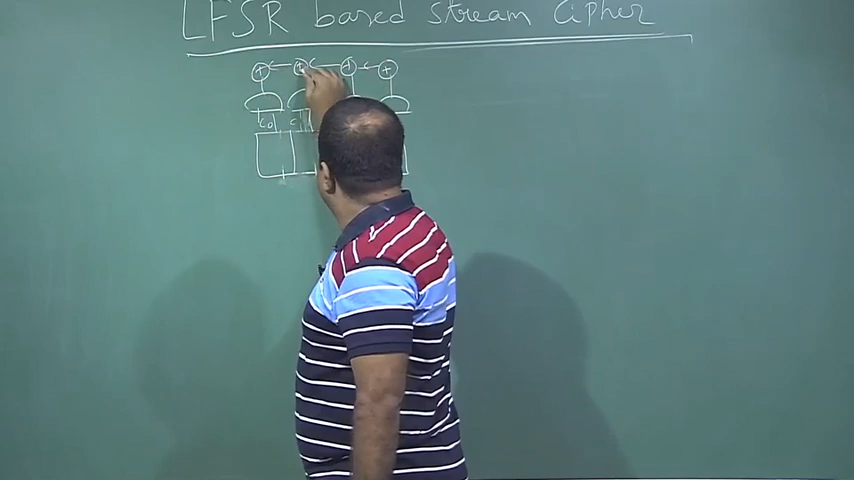 LFSR based stream Cipher
+ + + +
C0 C1